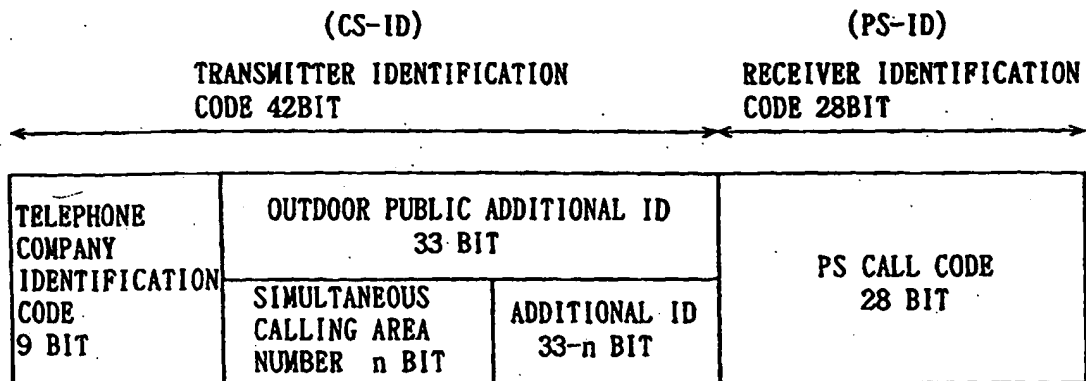 (CS-ID)
TRANSMITTER IDENTIFICATION
CODE 42BIT
(PS-ID)
RECEIVER IDENTIFICATION
CODE 28BIT
TELEPHONE
COMPANY
IDENTIFICATION
CODE
9 BIT
OUTDOOR PUBLIC ADDITIONAL ID
33 BIT
SIMULTANEOUS
CALLING AREA
NUMBER n BIT
ADDITIONAL ID
33-n BIT
PS CALL CODE
28 BIT